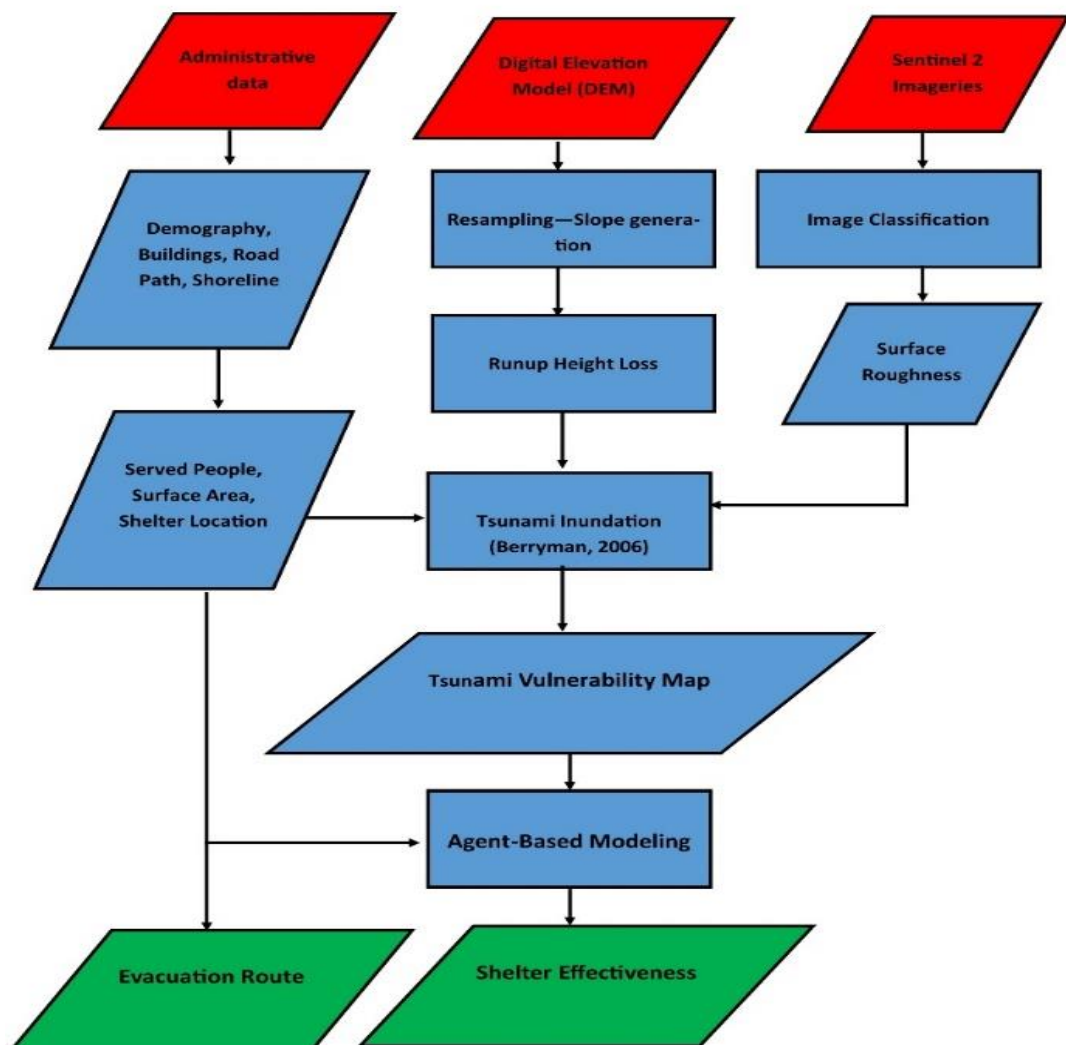 Administrative
data
Digital Elevation
Model (DEM)
Sentinel 2
Imageries
Demography,
Buildings, Road
Path, Shoreline
Resampling—Slope genera-
tion
Image Classification
Runup Height Loss
Surface
Roughness
Served People,
Surface Area,
Shelter Location
Tsunami Inundation
(Berryman, 2006)
Tsunami Vulnerability Map
Agent-Based Modeling
Evacuation Route
Shelter Effectiveness